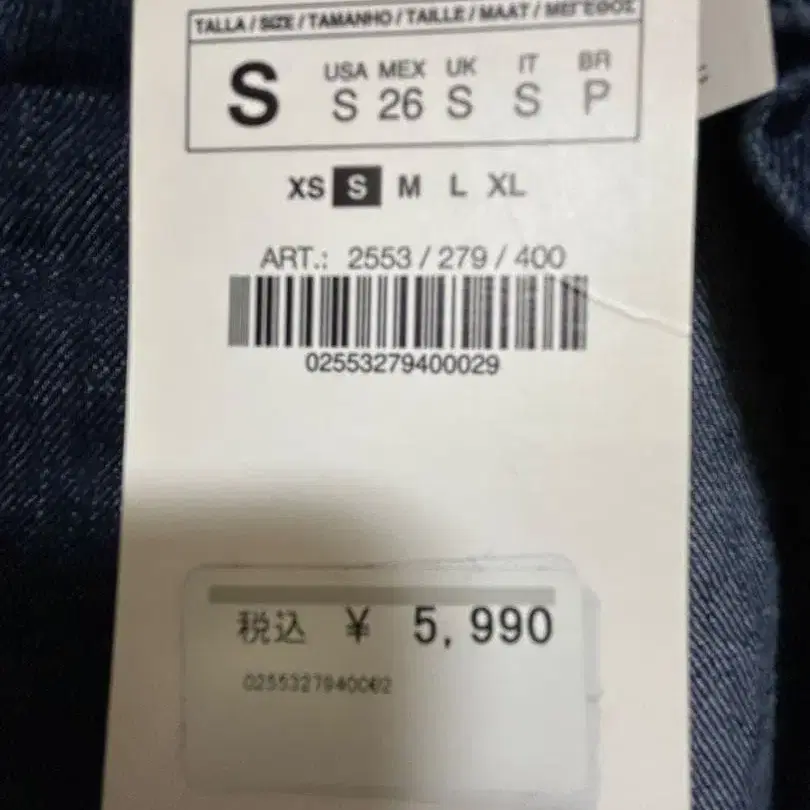 TALLA / SIZE / TAMANHO / TAILLE / MAAT / ΜΕΓΕΘΟΣ
USA MEX UK IT BR
S S 26 S S P
XS S M L XL
ART.: 2553 / 279 / 400
02553279400029
税込 ¥ 5,990